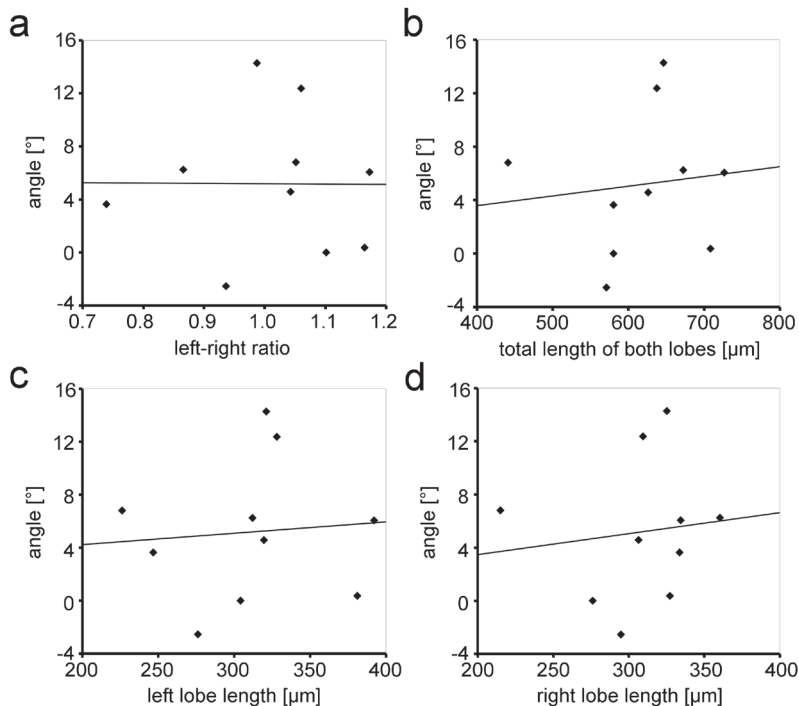 a
16
12
8
4
0
-4
angle [°]
0.7 0.8 0.9 1.0 1.1 1.2
left-right ratio
b
16
12
8
4
0
-4
angle [°]
400 500 600 700 800
total length of both lobes [µm]
c
16
12
8
4
0
-4
angle [°]
200 250 300 350 400
left lobe length [µm]
d
16
12
8
4
0
-4
angle [°]
200 250 300 350 400
right lobe length [µm]